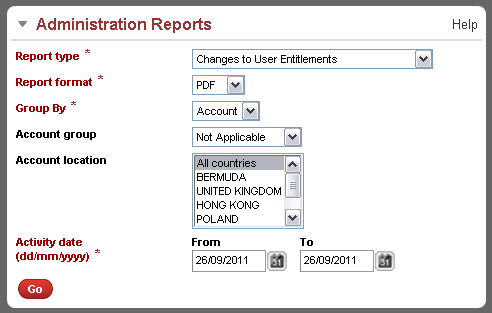 Administration Reports Help
Report type * Changes to User Entitlements
Report format * PDF
Group By * Account
Account group Not Applicable
Account location All countries
BERMUDA
UNITED KINGDOM
HONG KONG
POLAND
Activity date From To
(dd/mm/yyyy) * 26/09/2011 31 26/09/2011 31
Go